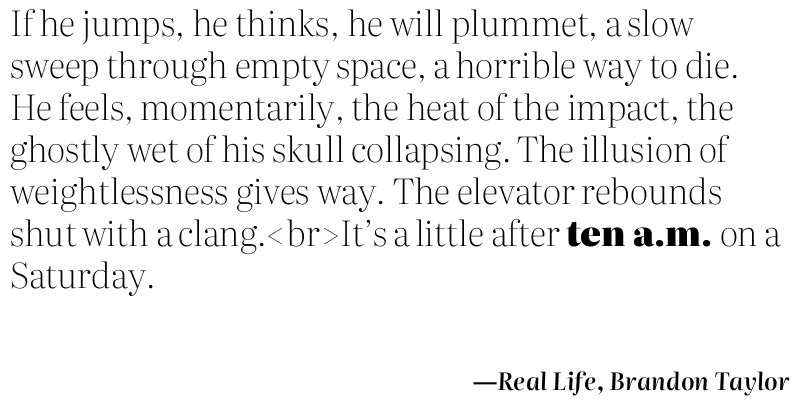 If he jumps, he thinks, he will plummet, a slow
sweep through empty space, a horrible way to die.
He feels, momentarily, the heat of the impact, the
ghostly wet of his skull collapsing. The illusion of
weightlessness gives way. The elevator rebounds
shut with a clang.<br>It’s a little after ten a.m. on a
Saturday.
—Real Life, Brandon Taylor